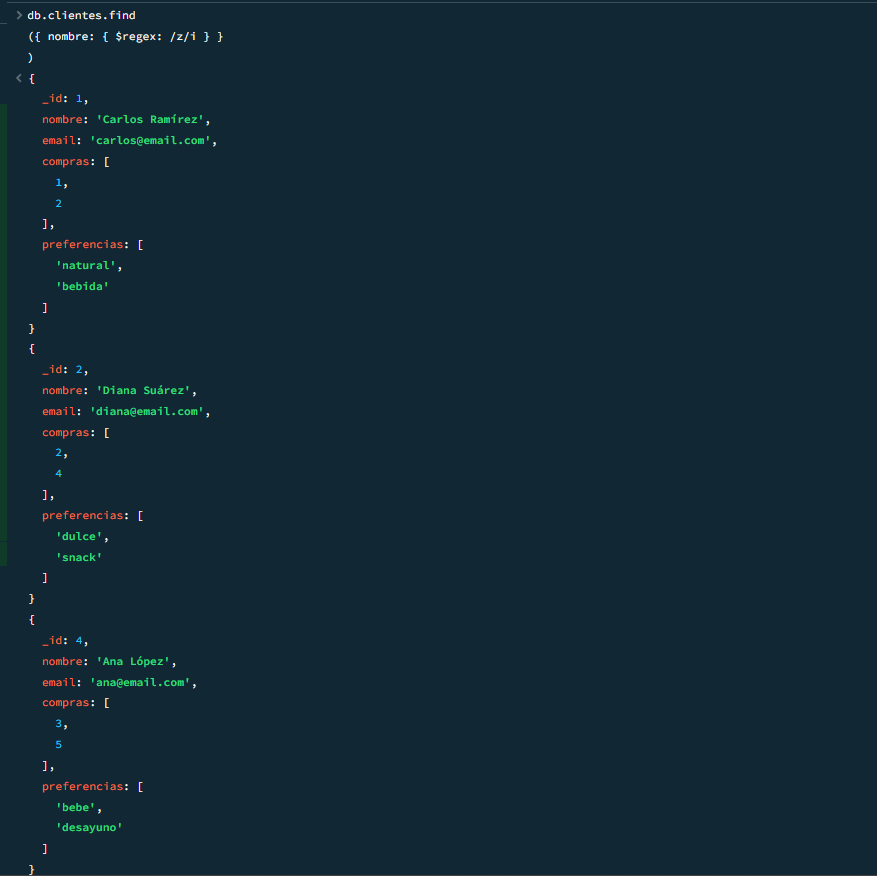 > db.clientes.find
({ nombre: { $regex: /z/i } }
)
< {
_id: 1,
nombre: 'Carlos Ramírez',
email: 'carlos@email.com',
compras: [
1,
2
],
preferencias: [
'natural',
'bebida'
]
}
{
_id: 2,
nombre: 'Diana Suárez',
email: 'diana@email.com',
compras: [
2,
4
],
preferencias: [
'dulce',
'snack'
]
}
{
_id: 4,
nombre: 'Ana López',
email: 'ana@email.com',
compras: [
3,
5
],
preferencias: [
'bebe',
'desayuno'
]
}